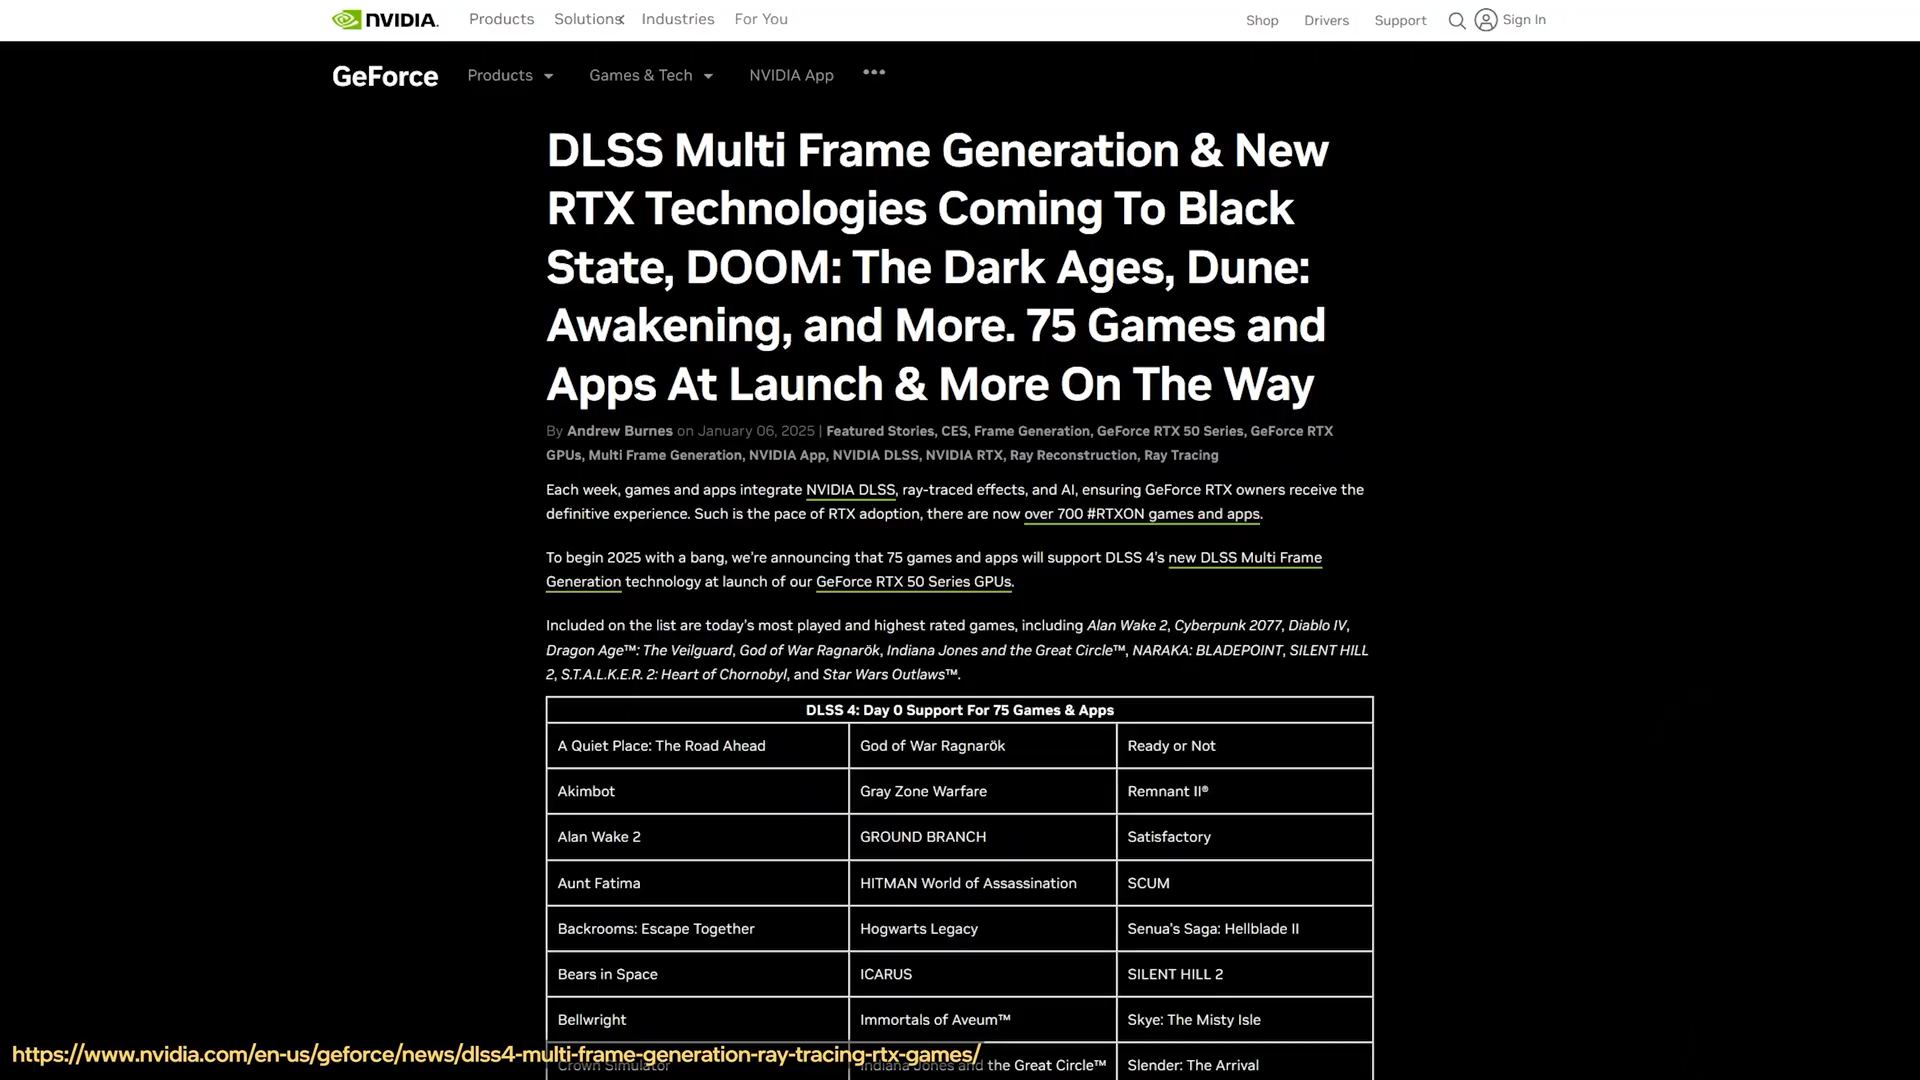 NVIDIA. Products Solutions Industries For You Shop Drivers Support Sign In
GeForce Products Games & Tech NVIDIA App •••
DLSS Multi Frame Generation & New
RTX Technologies Coming To Black
State, DOOM: The Dark Ages, Dune:
Awakening, and More. 75 Games and
Apps At Launch & More On The Way
By Andrew Burnes on January 06, 2025 | Featured Stories, CES, Frame Generation, GeForce RTX 50 Series, GeForce RTX
GPUs, Multi Frame Generation, NVIDIA App, NVIDIA DLSS, NVIDIA RTX, Ray Reconstruction, Ray Tracing
Each week, games and apps integrate NVIDIA DLSS, ray-traced effects, and AI, ensuring GeForce RTX owners receive the
definitive experience. Such is the pace of RTX adoption, there are now over 700 #RTXON games and apps.
To begin 2025 with a bang, we're announcing that 75 games and apps will support DLSS 4's new DLSS Multi Frame
Generation technology at launch of our GeForce RTX 50 Series GPUs.
Included on the list are today's most played and highest rated games, including Alan Wake 2, Cyberpunk 2077, Diablo IV,
Dragon Age™: The Veilguard, God of War Ragnarök, Indiana Jones and the Great Circle™, NARAKA: BLADEPOINT, SILENT HILL
2, S.T.A.L.K.E.R. 2: Heart of Chornobyl, and Star Wars Outlaws™.
DLSS 4: Day 0 Support For 75 Games & Apps
A Quiet Place: The Road Ahead God of War Ragnarök Ready or Not
Akimbot Gray Zone Warfare Remnant II®
Alan Wake 2 GROUND BRANCH Satisfactory
Aunt Fatima HITMAN World of Assassination SCUM
Backrooms: Escape Together Hogwarts Legacy Senua's Saga: Hellblade II
Bears in Space ICARUS SILENT HILL 2
Bellwright Immortals of Aveum™ Skye: The Misty Isle
https://www.nvidia.com/en-us/geforce/news/dlss4-multi-frame-generation-ray-tracing-rtx-games/
Crown Simulator Indiana Jones and the Great Circle™ Slender: The Arrival